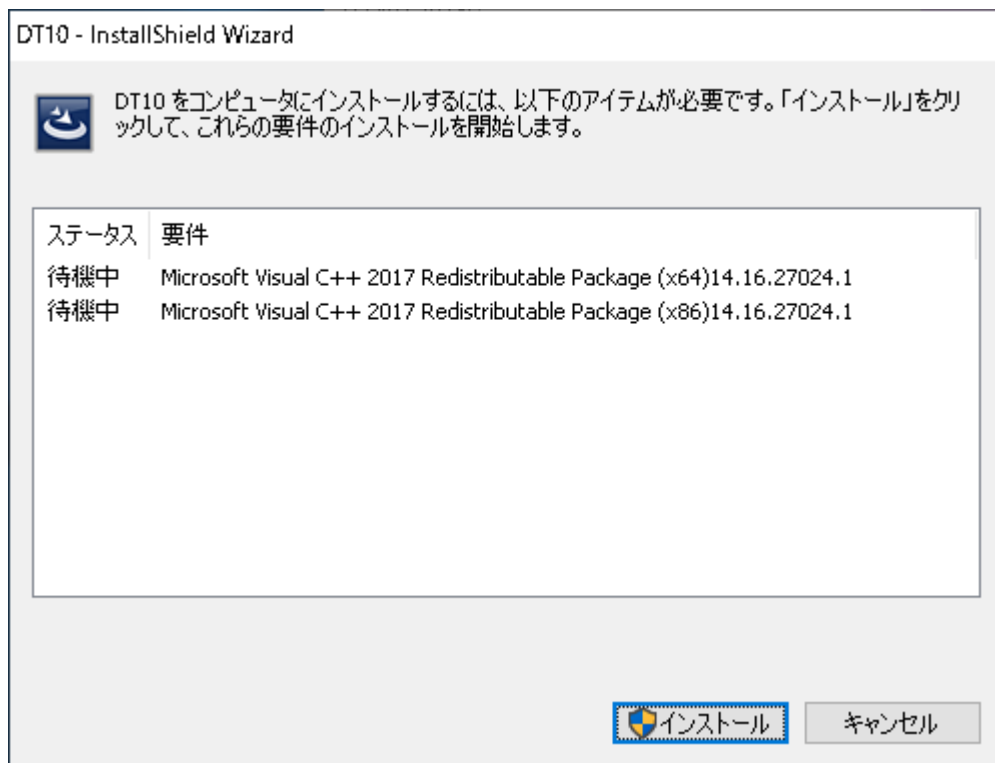 DT10 - InstallShield Wizard
DT10 をコンピュータにインストールするには、以下のアイテムが必要です。「インストール」をクリ
ックして、これらの要件のインストールを開始します。
ステータス 要件
待機中 Microsoft Visual C++ 2017 Redistributable Package (x64)14.16.27024.1
待機中 Microsoft Visual C++ 2017 Redistributable Package (x86)14.16.27024.1
インストール キャンセル